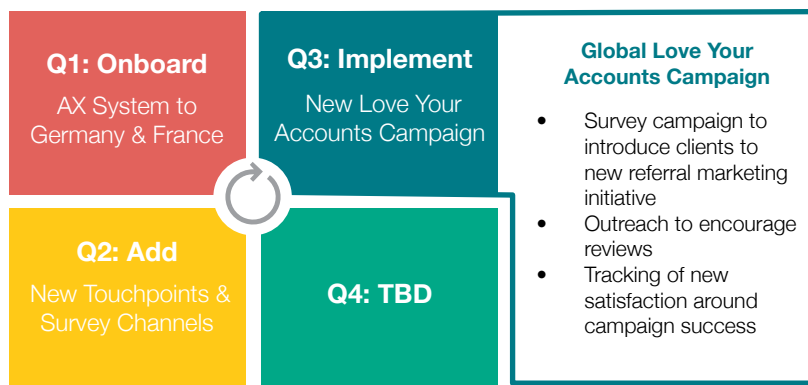 Q1: Onboard
AX System to
Germany & France
Q2: Add
New Touchpoints &
Survey Channels
Q3: Implement
New Love Your
Accounts Campaign
Q4: TBD
Global Love Your
Accounts Campaign
• Survey campaign to
introduce clients to
new referral marketing
initiative
• Outreach to encourage
reviews
• Tracking of new
satisfaction around
campaign success